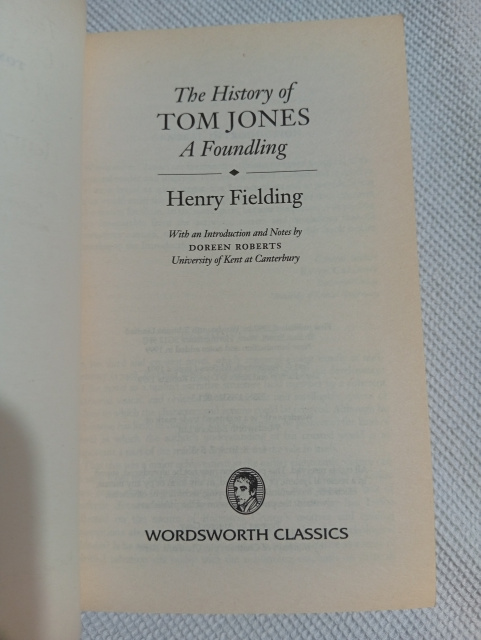 The History of
TOM JONES
A Foundling
Henry Fielding
With an Introduction and Notes by
DOREEN ROBERTS
University of Kent at Canterbury
WORDSWORTH CLASSICS